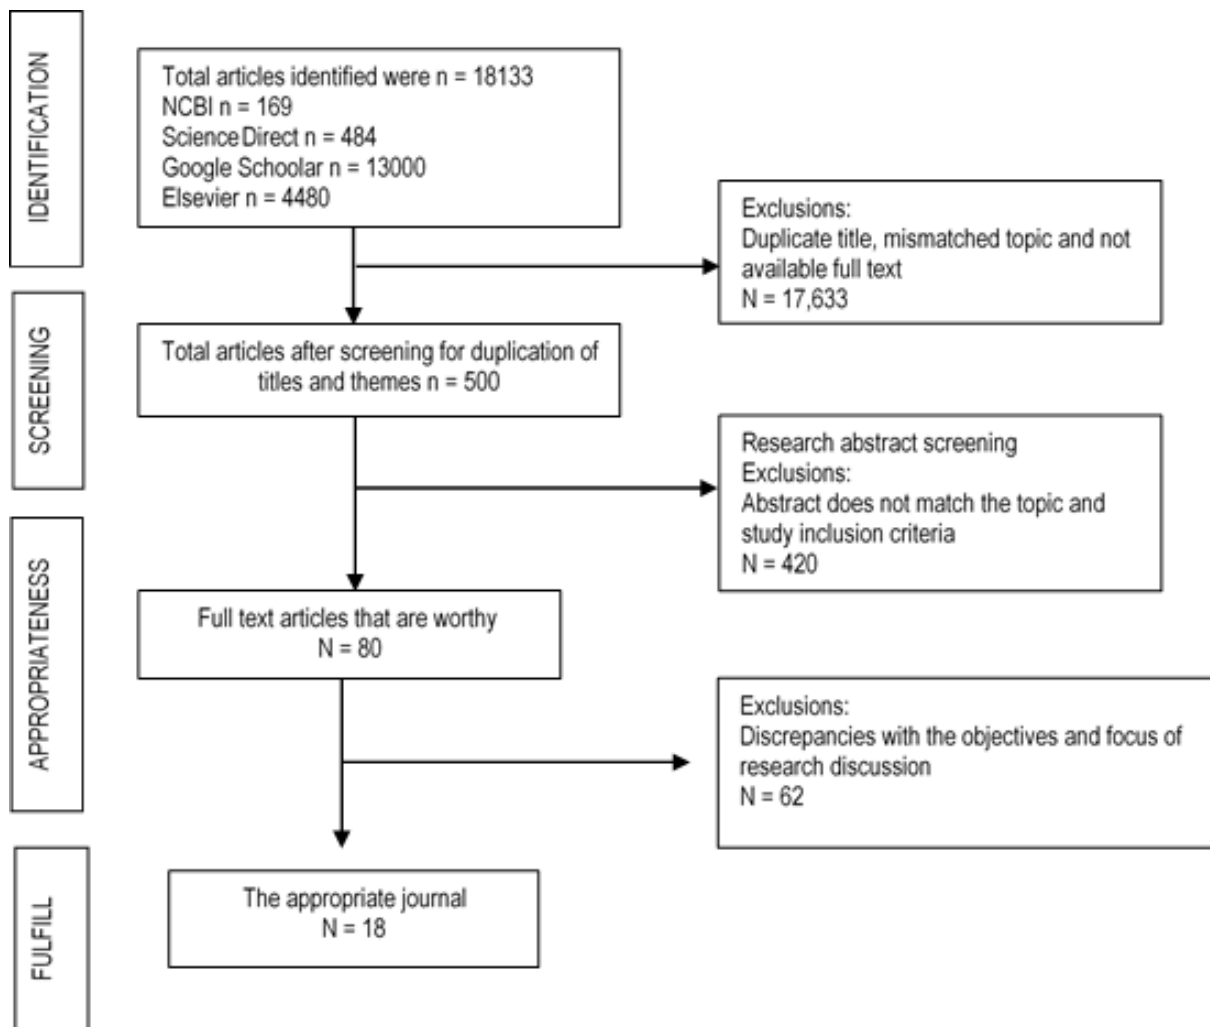 IDENTIFICATION
Total articles identified were n = 18133
NCBI n = 169
Science Direct n = 484
Google Schoolar n = 13000
Elsevier n = 4480
Exclusions:
Duplicate title, mismatched topic and not
available full text
N = 17,633
SCREENING
Total articles after screening for duplication of
titles and themes n = 500
Research abstract screening
Exclusions:
Abstract does not match the topic and
study inclusion criteria
N = 420
APPROPRIATENESS
Full text articles that are worthy
N = 80
Exclusions:
Discrepancies with the objectives and focus of
research discussion
N = 62
FULFILL
The appropriate journal
N = 18